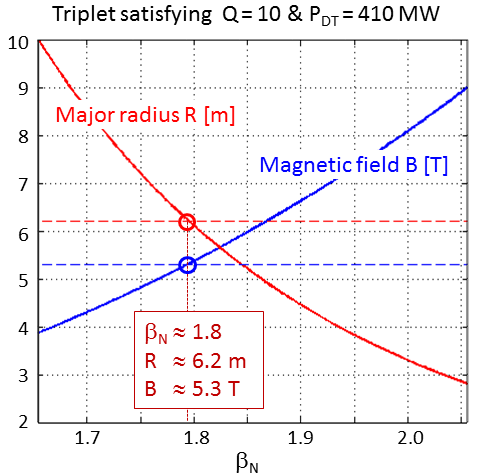 Triplet satisfying Q = 10 & P_DT = 410 MW
10
9
8
7
6
5
4
3
2
Major radius R [m]
Magnetic field B [T]
β_N ≈ 1.8
R ≈ 6.2 m
B ≈ 5.3 T
1.7 1.8 1.9 2.0
β_N